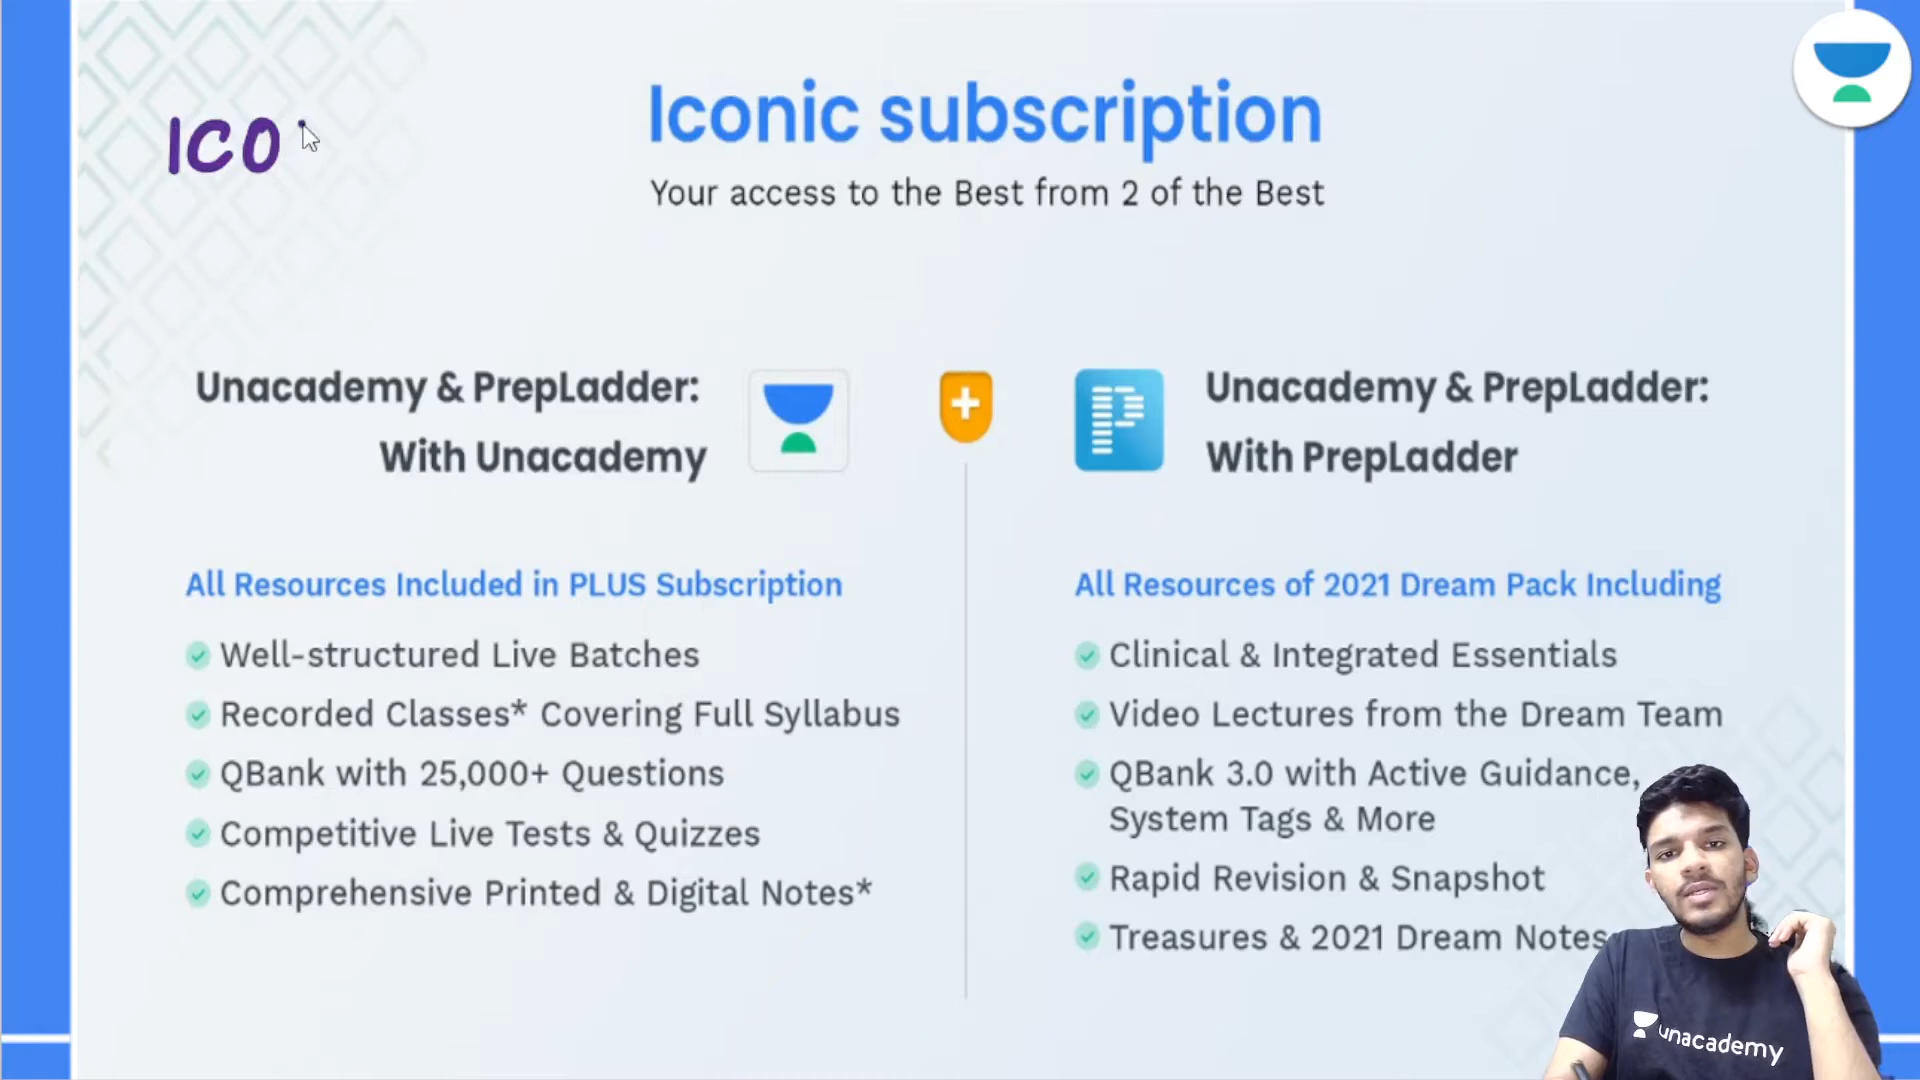 ICO
Iconic subscription
Your access to the Best from 2 of the Best
Unacademy & PrepLadder:
With Unacademy
All Resources Included in PLUS Subscription
Well-structured Live Batches
Recorded Classes* Covering Full Syllabus
QBank with 25,000+ Questions
Competitive Live Tests & Quizzes
Comprehensive Printed & Digital Notes*
P
Unacademy & PrepLadder:
With PrepLadder
All Resources of 2021 Dream Pack Including
Clinical & Integrated Essentials
Video Lectures from the Dream Team
QBank 3.0 with Active Guidance,
System Tags & More
Rapid Revision & Snapshot
Treasures & 2021 Dream Notes
unacademy